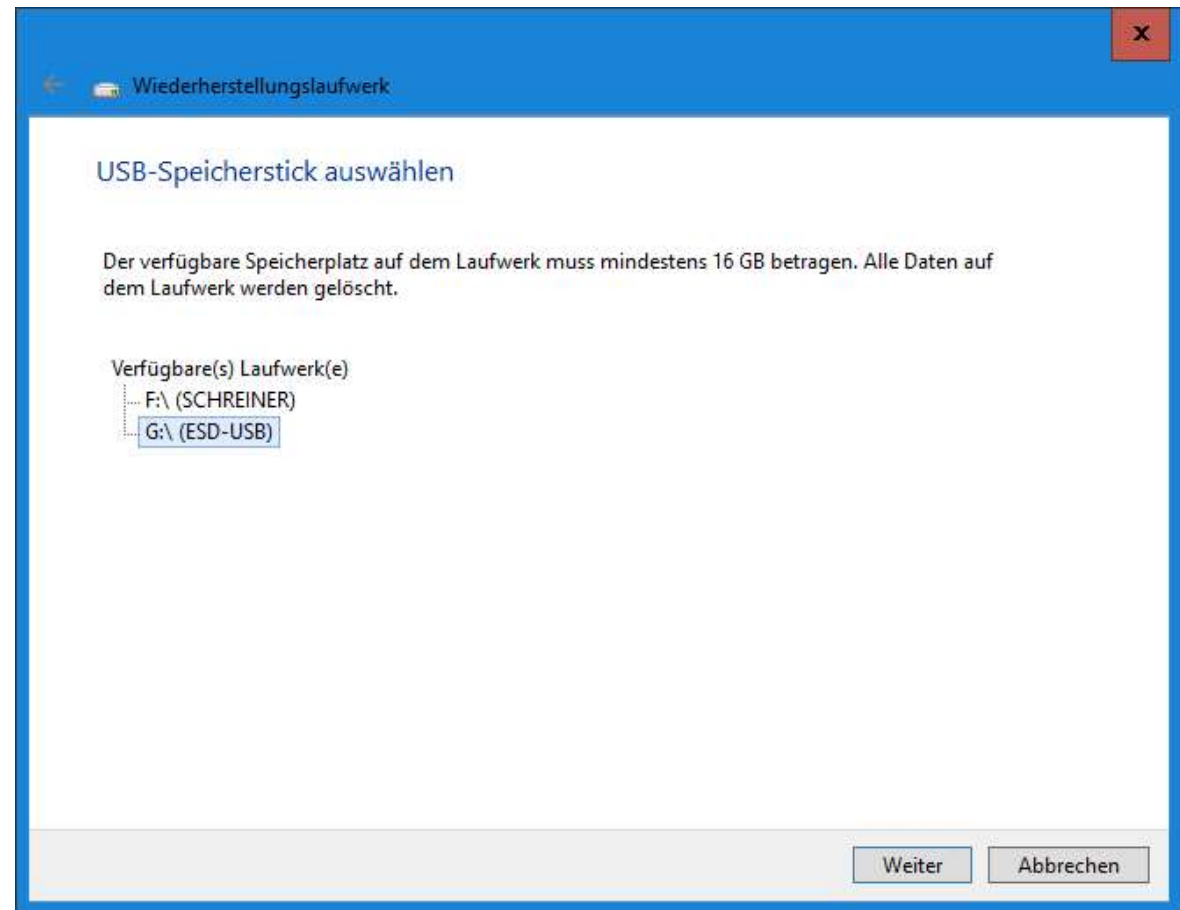 x
Wiederherstellungslaufwerk
USB-Speicherstick auswählen
Der verfügbare Speicherplatz auf dem Laufwerk muss mindestens 16 GB betragen. Alle Daten auf
dem Laufwerk werden gelöscht.
Verfügbare(s) Laufwerk(e)
F:\ (SCHREINER)
G:\ (ESD-USB)
Weiter Abbrechen